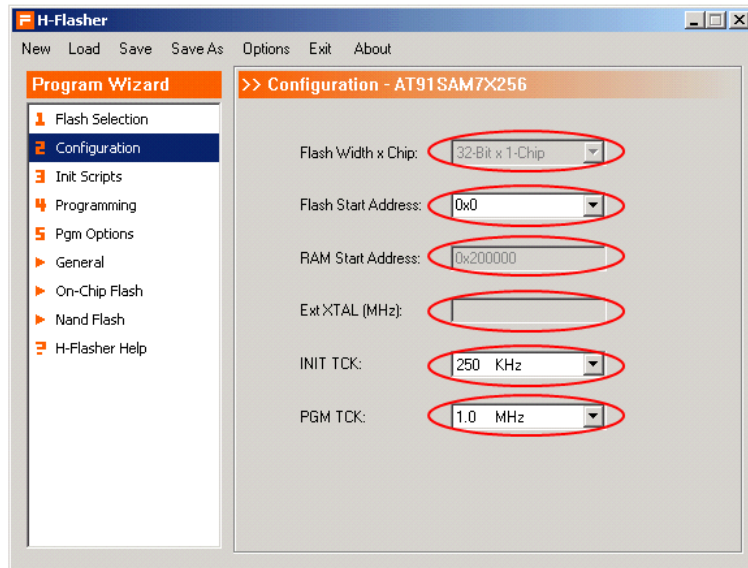 H-Flasher
New Load Save Save As Options Exit About
Program Wizard
1 Flash Selection
2 Configuration
3 Init Scripts
4 Programming
5 Pgm Options
General
On-Chip Flash
Nand Flash
? H-Flasher Help
>> Configuration - AT91SAM7X256
Flash Width x Chip: 32-Bit x 1-Chip
Flash Start Address: 0x0
RAM Start Address: 0x200000
Ext XTAL (MHz):
INIT TCK: 250 KHz
PGM TCK: 1.0 MHz